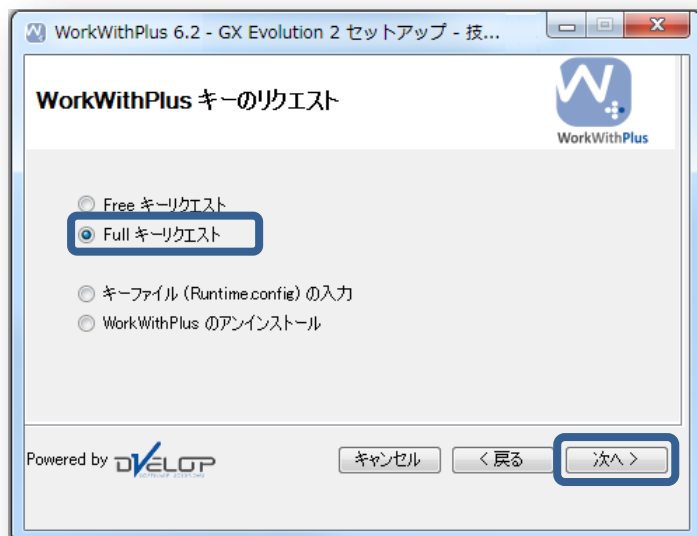 WorkWithPlus 6.2 - GX Evolution 2 セットアップ - 技...
WorkWithPlus キーのリクエスト
WorkWithPlus
Free キーリクエスト
Full キーリクエスト
キーファイル (Runtime.config) の入力
WorkWithPlus のアンインストール
Powered by DVELOP
キャンセル
< 戻る
次へ >